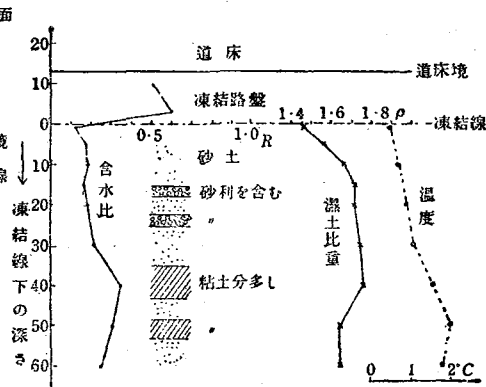 面
20
道床
道床境
10
凍結路盤
1.4 1.6 1.8 ρ
0
凍結線
0.5 1.0 R
砂土
境
線
10
含水比
砂利を含む
20
〃
30
凍結線下の深さ
潪土比重
温度
40
粘土分多し
50
〃
60
0 1 2°C